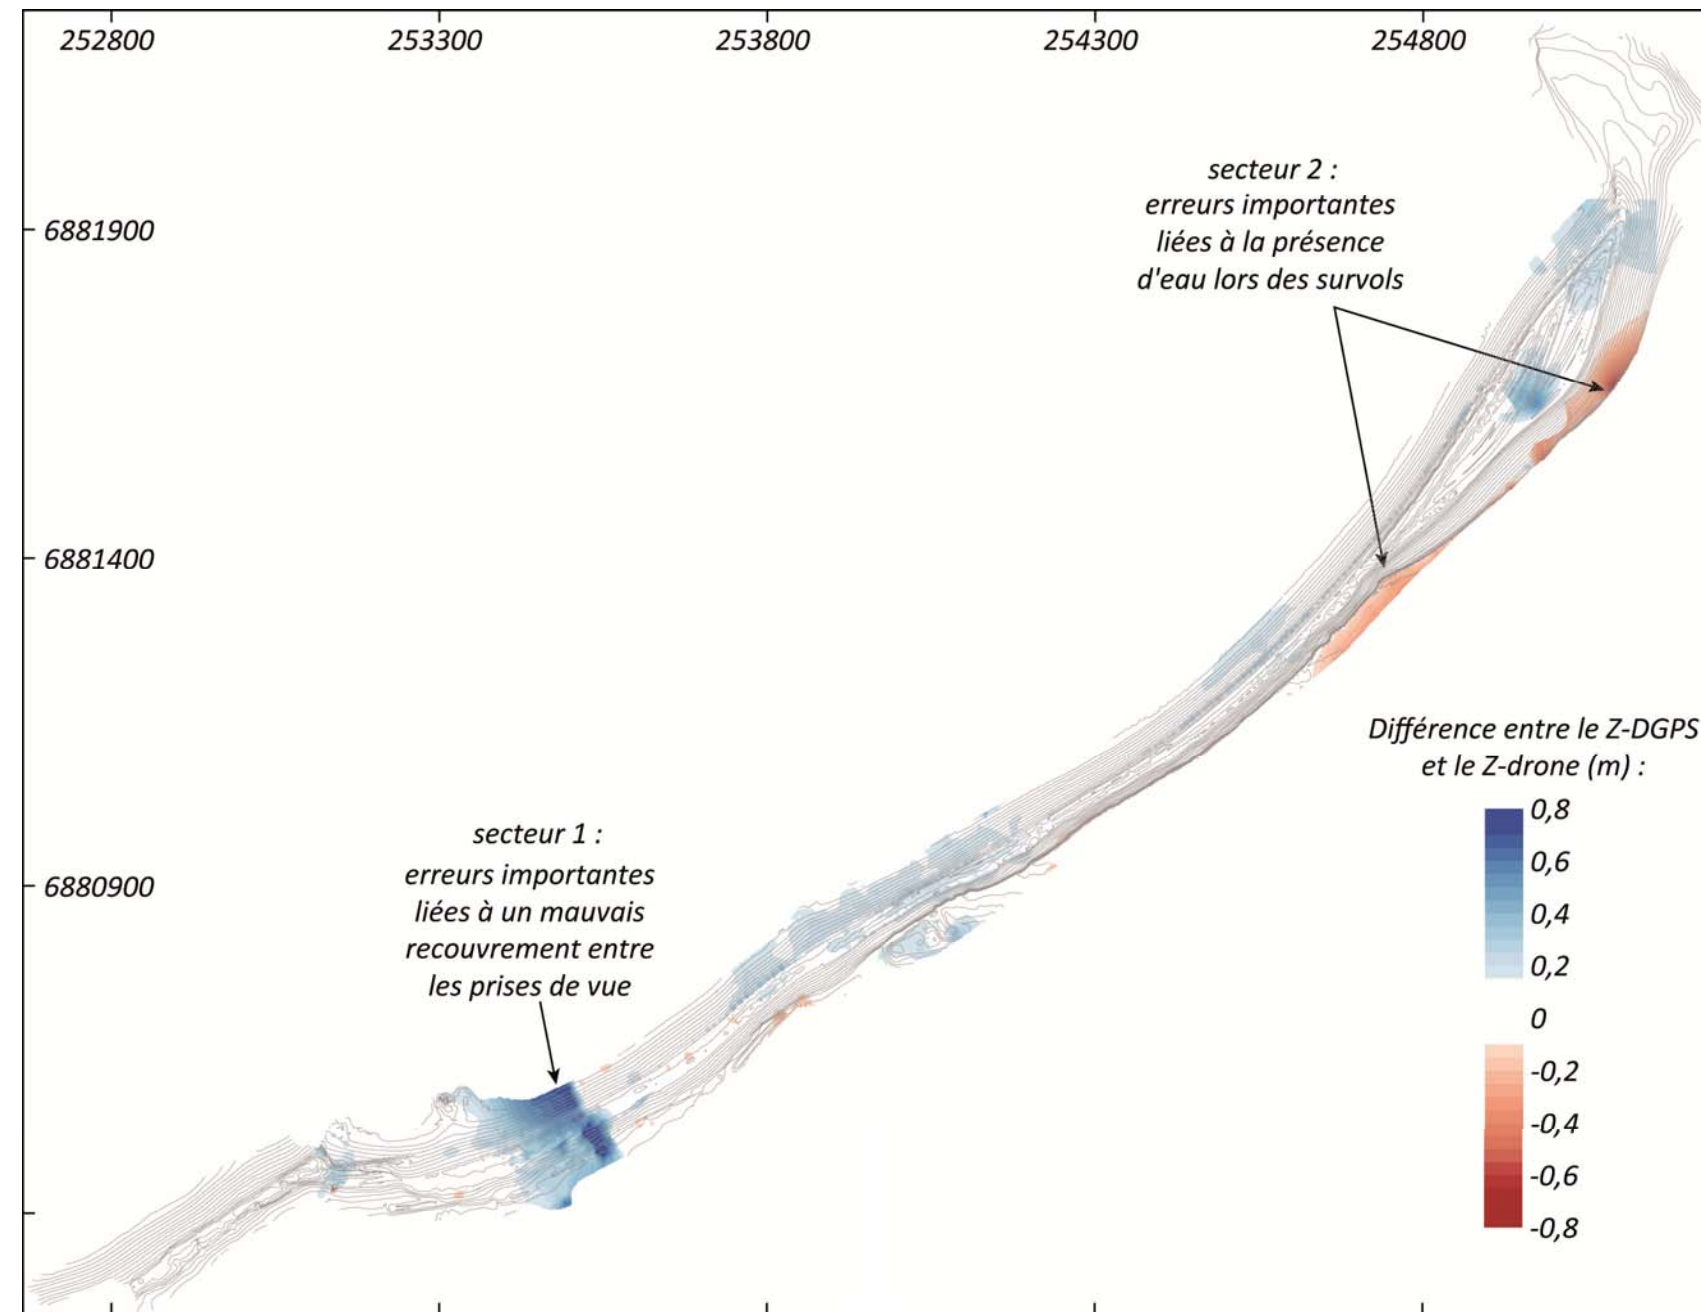 252800
253300
253800
254300
254800
secteur 2 :
erreurs importantes
liées à la présence
d'eau lors des survols
6881900
6881400
Différence entre le Z-DGPS
et le Z-drone (m) :
0,8
0,6
0,4
0,2
0
-0,2
-0,4
-0,6
-0,8
secteur 1 :
erreurs importantes
liées à un mauvais
recouvrement entre
les prises de vue
6880900